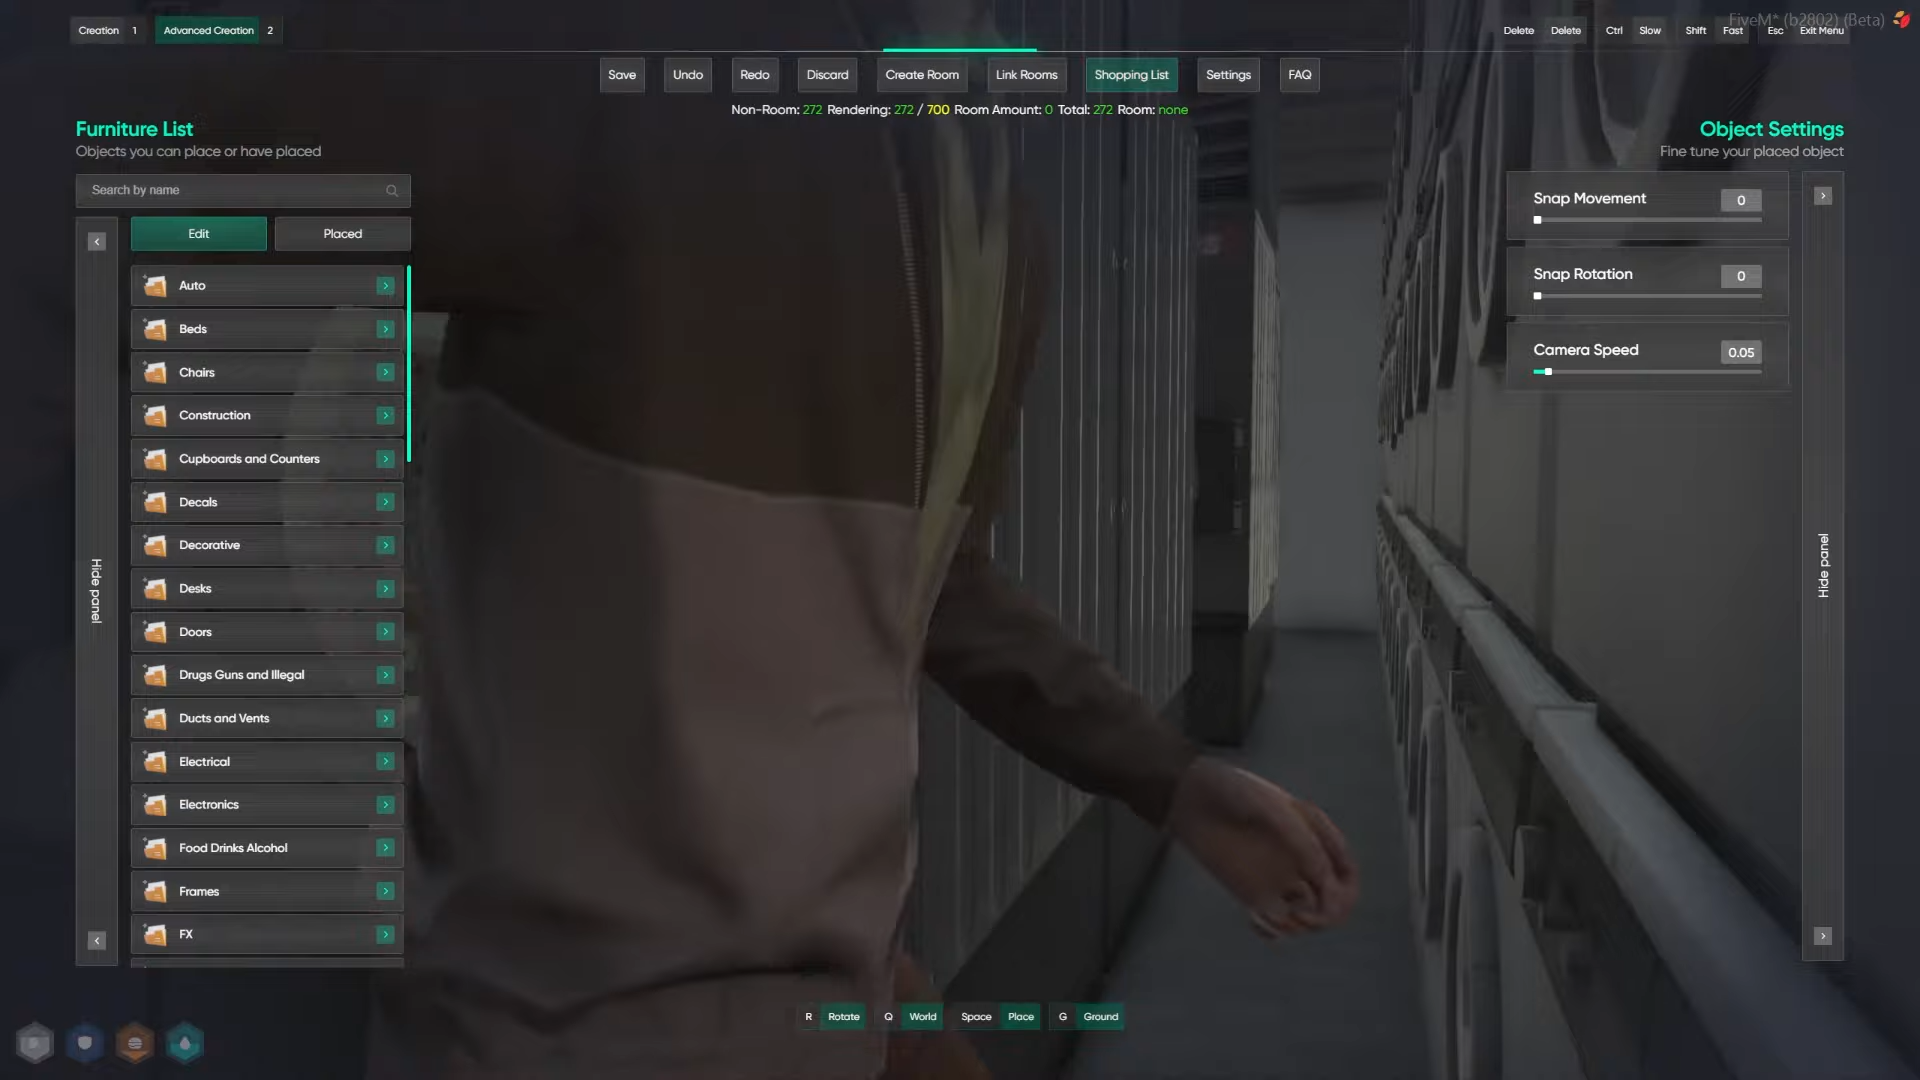 Creation 1 Advanced Creation 2
FiveM* (b2802) (Beta)
Delete Delete Ctrl Slow Shift Fast Esc Exit Menu
Save Undo Redo Discard Create Room Link Rooms Shopping List Settings FAQ
Non-Room: 272 Rendering: 272 / 700 Room Amount: 0 Total: 272 Room: none
Furniture List
Objects you can place or have placed
Search by name
Edit Placed
Auto
Beds
Chairs
Construction
Cupboards and Counters
Decals
Decorative
Desks
Doors
Drugs Guns and Illegal
Ducts and Vents
Electrical
Electronics
Food Drinks Alcohol
Frames
FX
Hide panel
Object Settings
Fine tune your placed object
Snap Movement 0
Snap Rotation 0
Camera Speed 0.05
Hide panel
R Rotate Q World Space Place G Ground